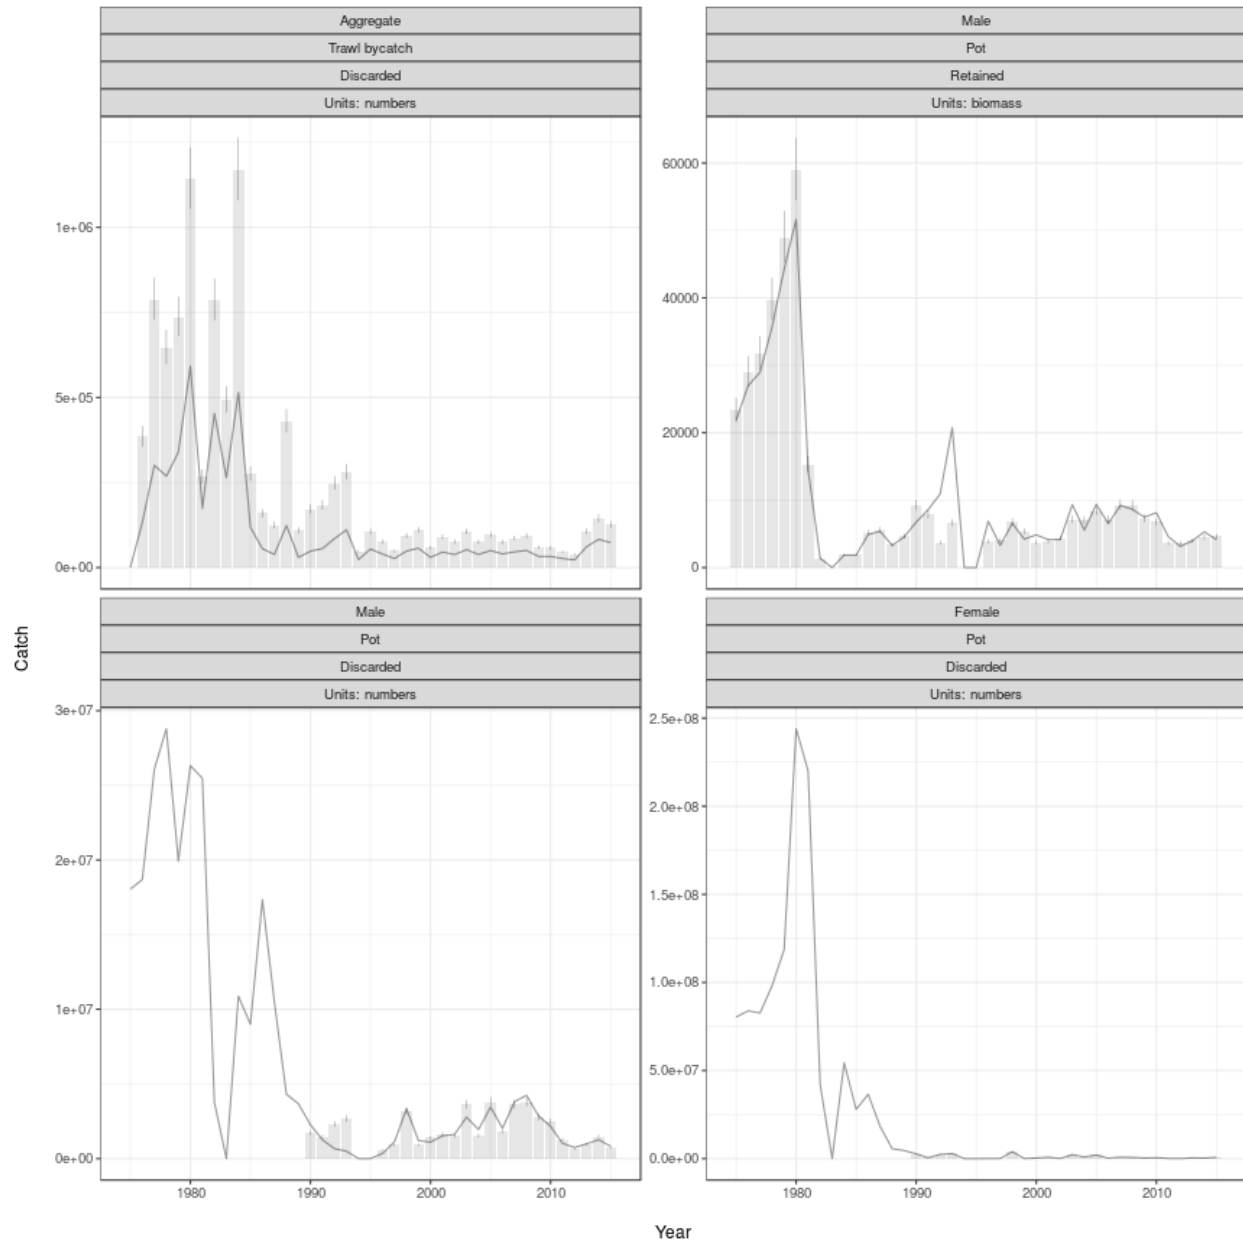 Aggregate
Trawl bycatch
Discarded
Units: numbers
Male
Pot
Retained
Units: biomass
1e+06
5e+05
0e+00
60000
40000
20000
0
Catch
Male
Pot
Discarded
Units: numbers
Female
Pot
Discarded
Units: numbers
3e+07
2e+07
1e+07
0e+00
2.5e+08
2.0e+08
1.5e+08
1.0e+08
5.0e+07
0.0e+00
1980 1990 2000 2010
1980 1990 2000 2010
Year